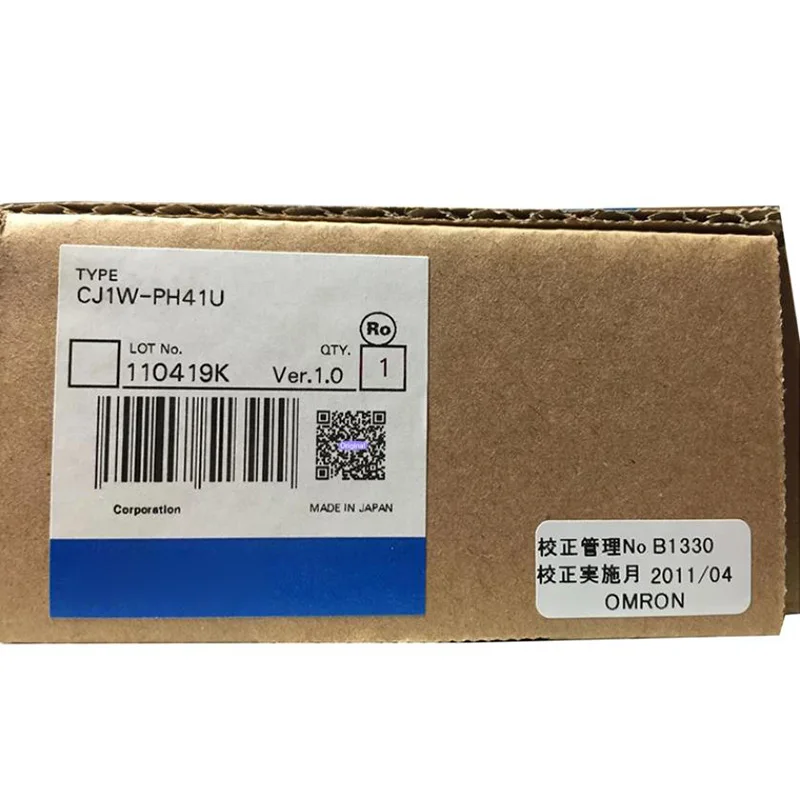 TYPE
CJ1W-PH41U
Ro
LOT No.
QTY.
110419K
Ver.1.0
1
Original
Corporation
MADE IN JAPAN
校正管理No B1330
校正実施月 2011/04
OMRON